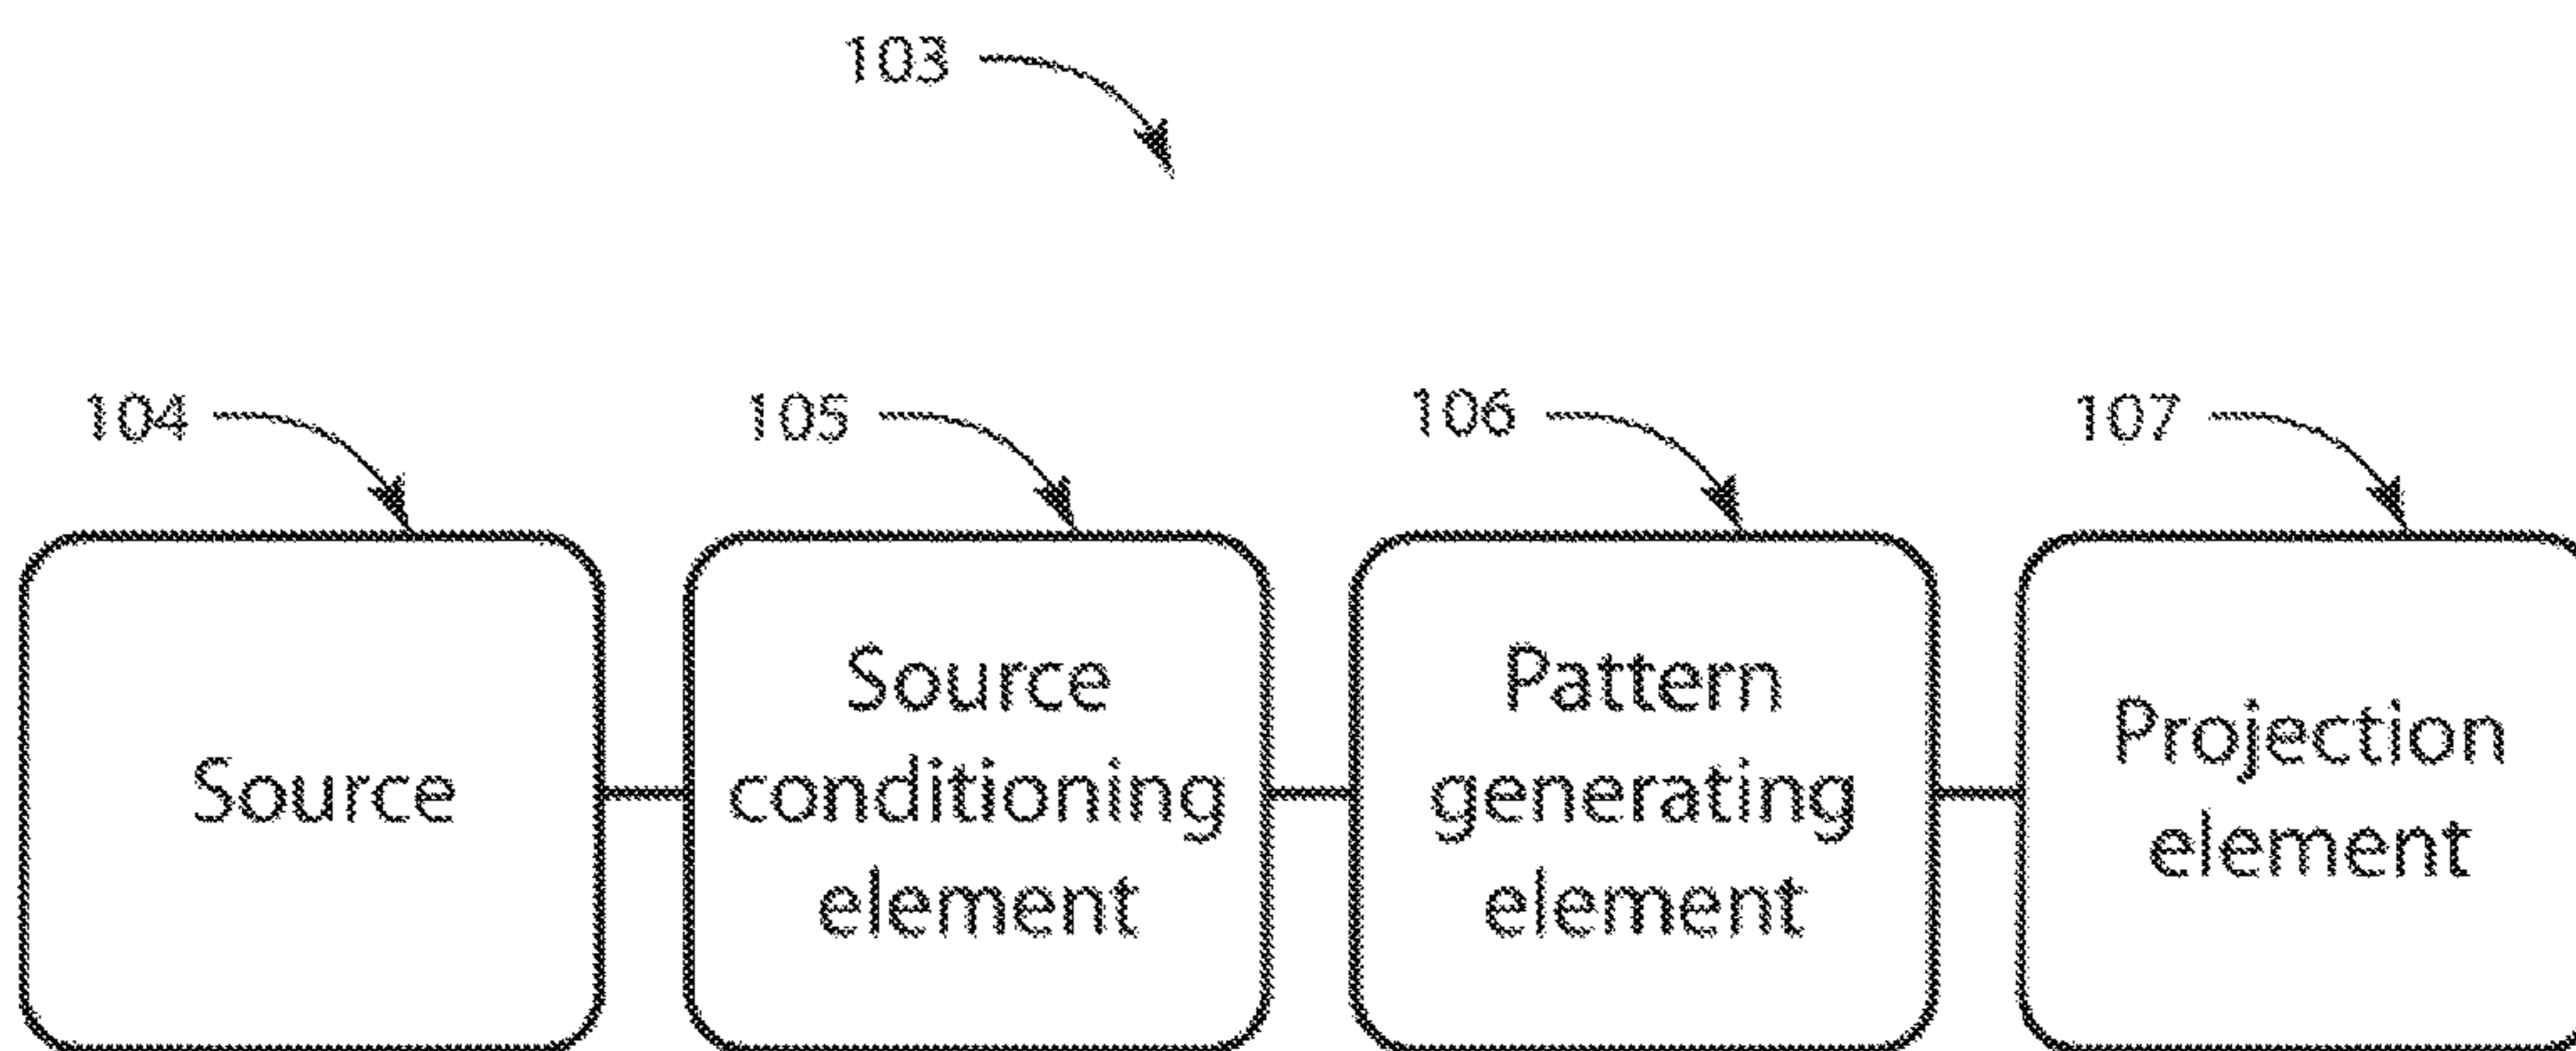 103
104
105
106
107
Source
Source
conditioning
element
Pattern
generating
element
Projection
element